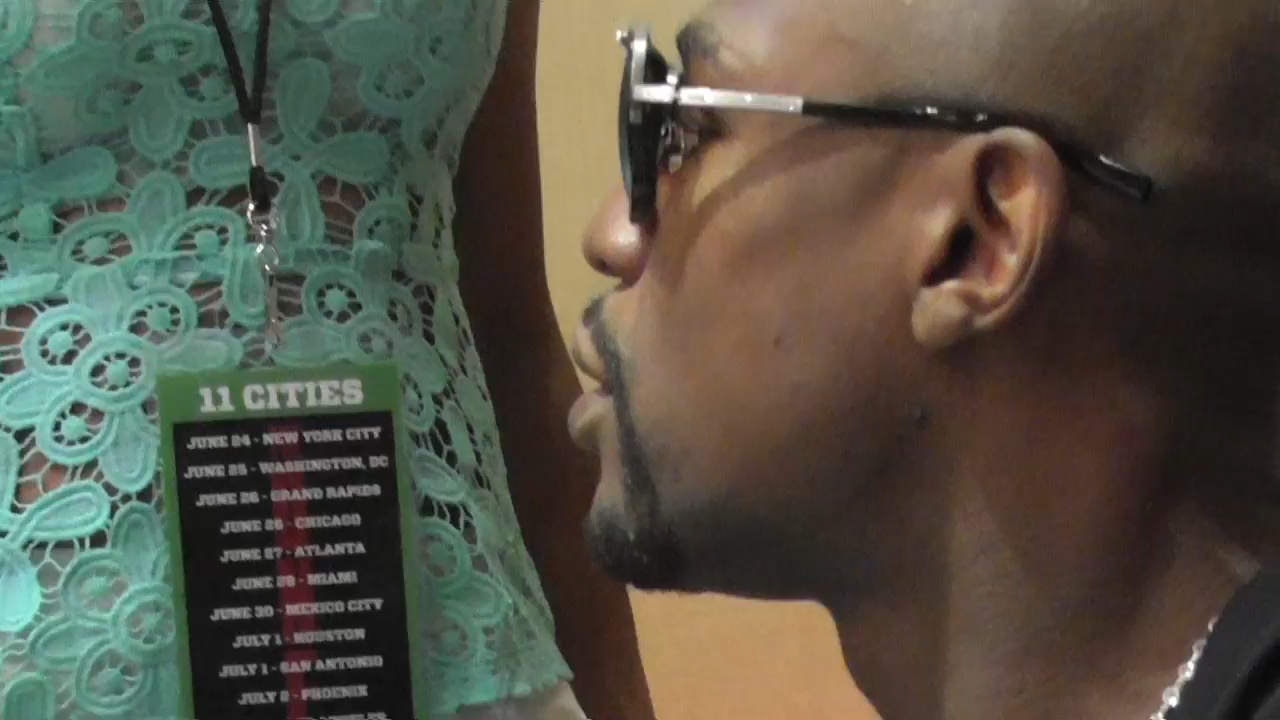 11 CITIES
JUNE 24 - NEW YORK CITY
JUNE 25 - WASHINGTON, DC
JUNE 26 - GRAND RAPIDS
JUNE 26 - CHICAGO
JUNE 27 - ATLANTA
JUNE 28 - MIAMI
JUNE 30 - MEXICO CITY
JULY 1 - HOUSTON
JULY 1 - SAN ANTONIO
JULY 2 - PHOENIX